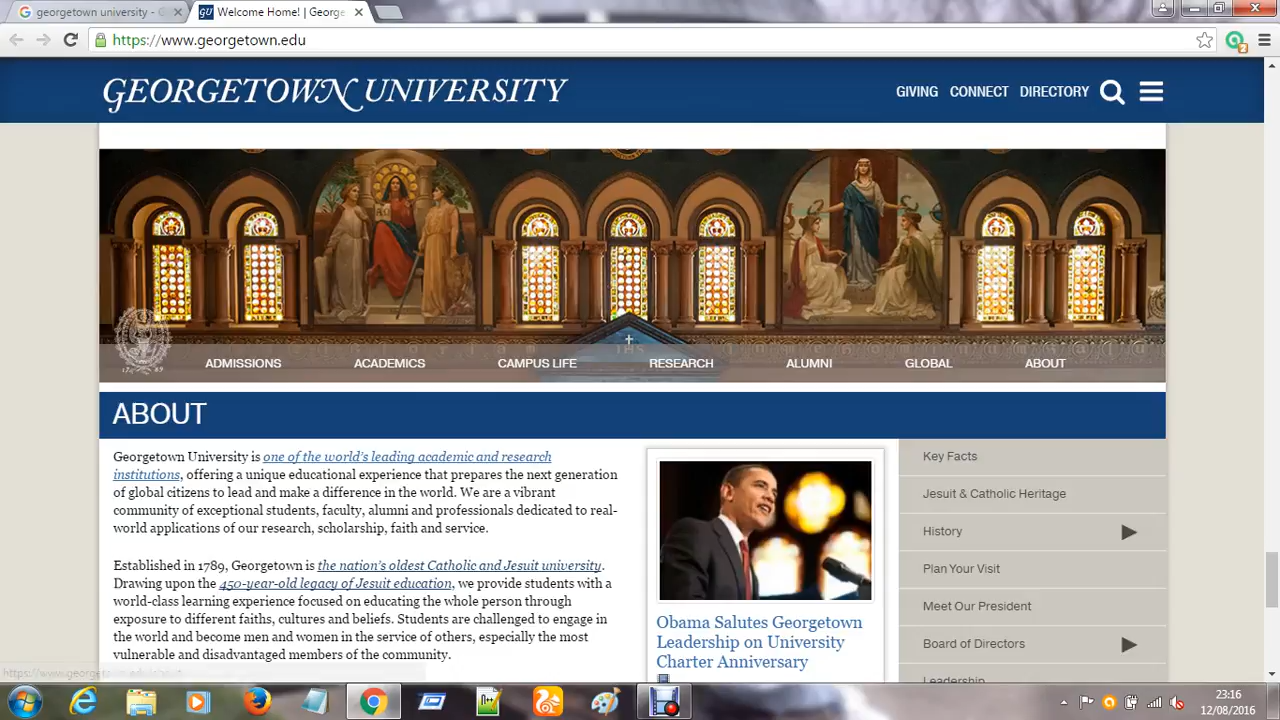 georgetown university - G
Welcome Home! | George
https://www.georgetown.edu
2
GEORGETOWN UNIVERSITY
GIVING CONNECT DIRECTORY
ADMISSIONS ACADEMICS CAMPUS LIFE RESEARCH ALUMNI GLOBAL ABOUT
ABOUT
Georgetown University is one of the world's leading academic and research
institutions, offering a unique educational experience that prepares the next generation
of global citizens to lead and make a difference in the world. We are a vibrant
community of exceptional students, faculty, alumni and professionals dedicated to real-
world applications of our research, scholarship, faith and service.
Established in 1789, Georgetown is the nation's oldest Catholic and Jesuit university.
Drawing upon the 450-year-old legacy of Jesuit education, we provide students with a
world-class learning experience focused on educating the whole person through
exposure to different faiths, cultures and beliefs. Students are challenged to engage in
the world and become men and women in the service of others, especially the most
vulnerable and disadvantaged members of the community.
Obama Salutes Georgetown
Leadership on University
Charter Anniversary
Key Facts
Jesuit & Catholic Heritage
History
Plan Your Visit
Meet Our President
Board of Directors
Leadership
23:16
12/08/2016